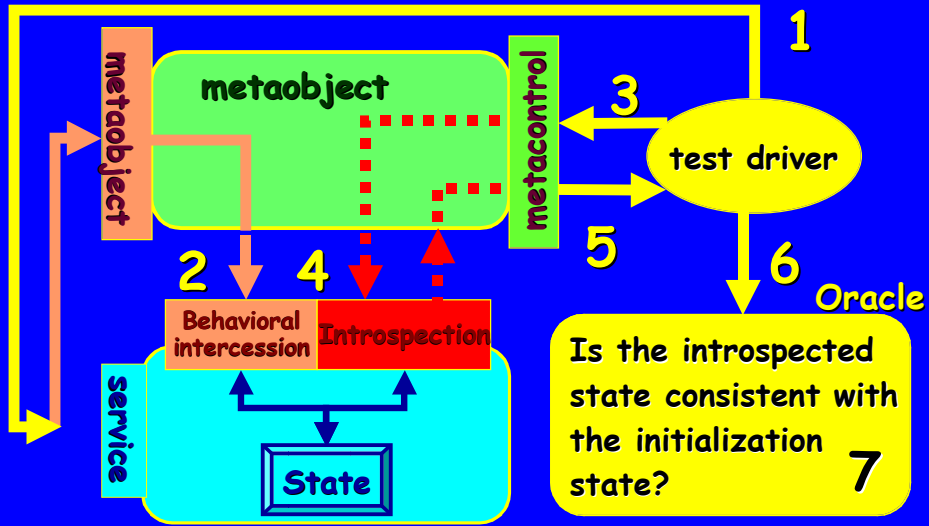 1
metaobject
metaobject
metacontrol
3
test driver
5
2
4
6
Oracle
Behavioral
intercession
Introspection
service
State
Is the introspected
state consistent with
the initialization
state?
7